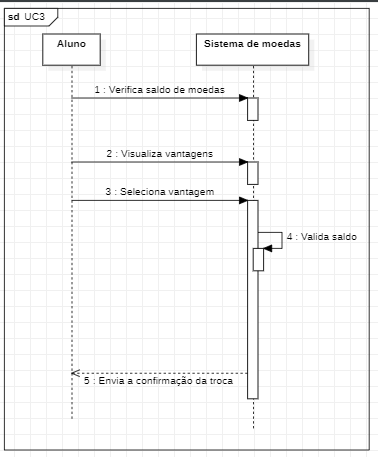 sd UC3
Aluno
Sistema de moedas
1 : Verifica saldo de moedas
2 : Visualiza vantagens
3 : Seleciona vantagem
4 : Valida saldo
5 : Envia a confirmação da troca